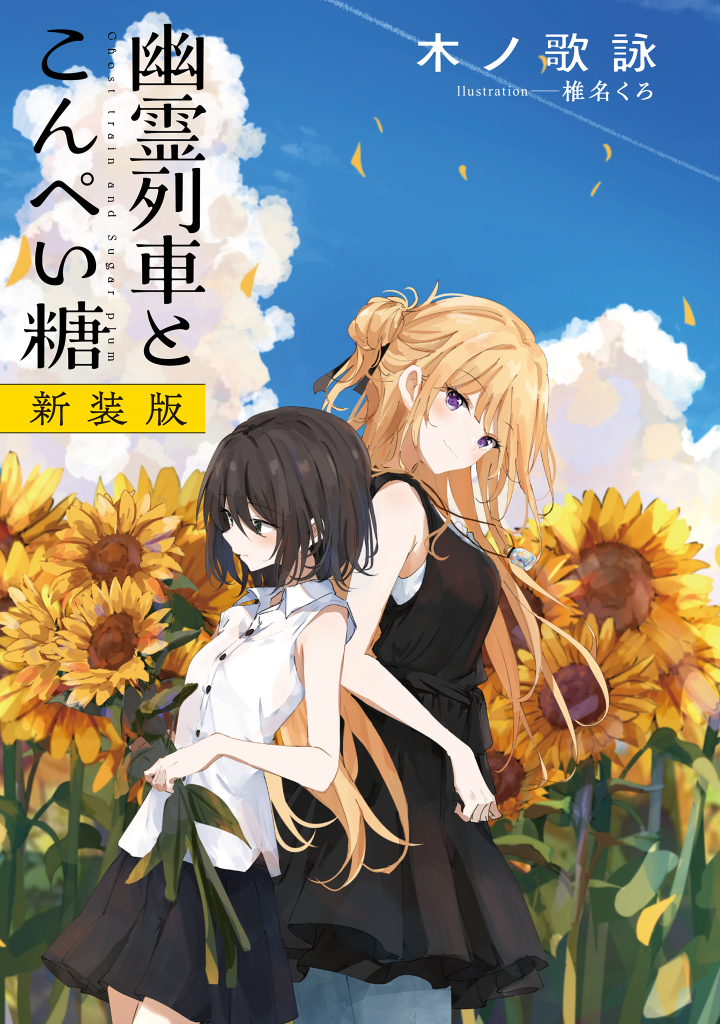 幽霊列車と
こんぺい糖
Ghost train and Sugar plum
新装版
木ノ歌詠
Illustration──椎名くろ